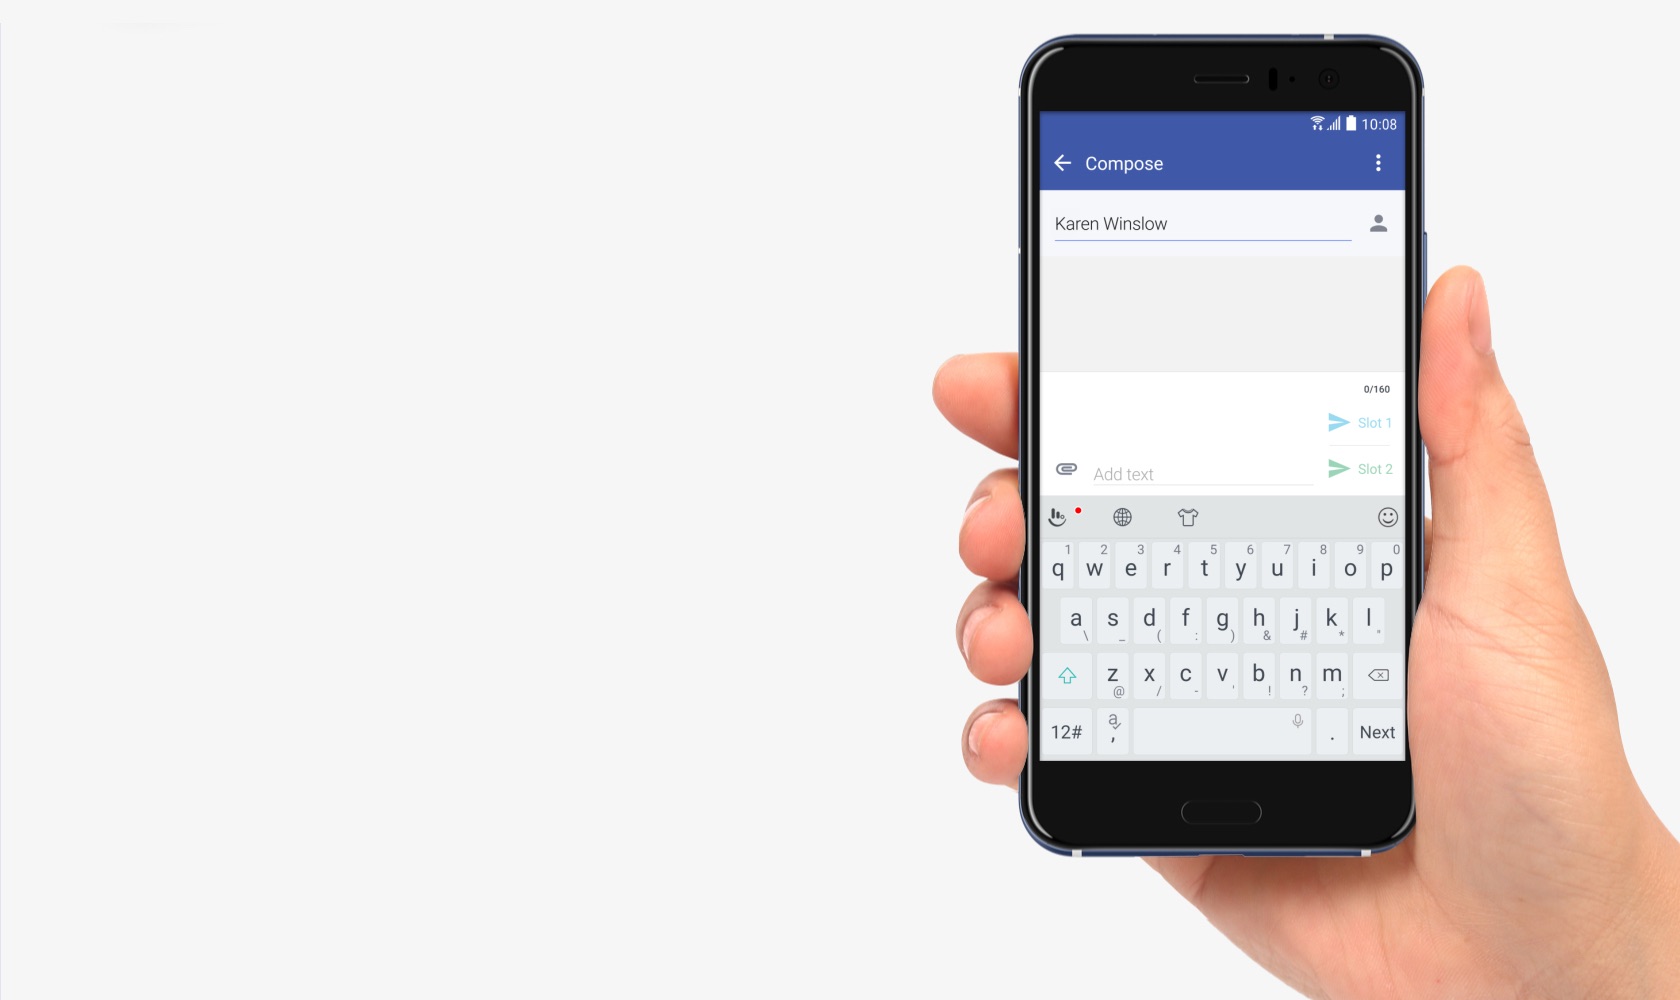 10:08
Compose
Karen Winslow
0/160
Slot 1
Add text
Slot 2
1 2 3 4 5 6 7 8 9 0
q w e r t y u i o p
a s d f g h j k l
\ _ ( : ) & # * "
z x c v b n m
@ / - ' ! ? ;
a
12# , . Next